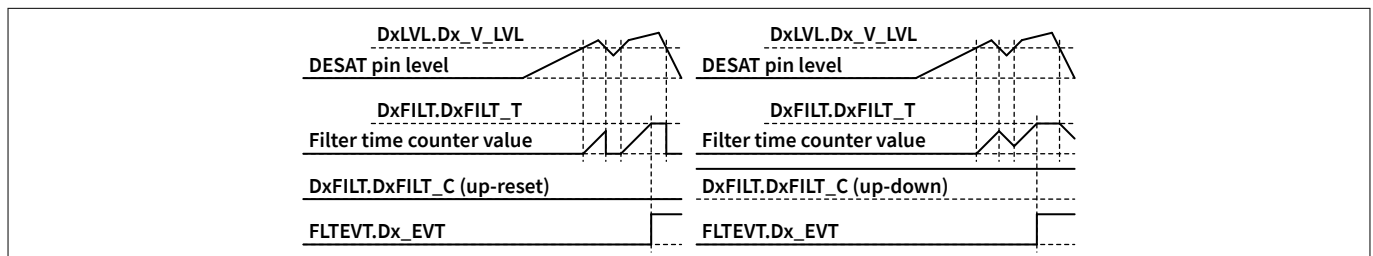 DxLVL.Dx_V_LVL
DESAT pin level
DxFILT.DxFILT_T
Filter time counter value
DxFILT.DxFILT_C (up-reset)
FLTEVT.Dx_EVT
DxLVL.Dx_V_LVL
DESAT pin level
DxFILT.DxFILT_T
Filter time counter value
DxFILT.DxFILT_C (up-down)
FLTEVT.Dx_EVT